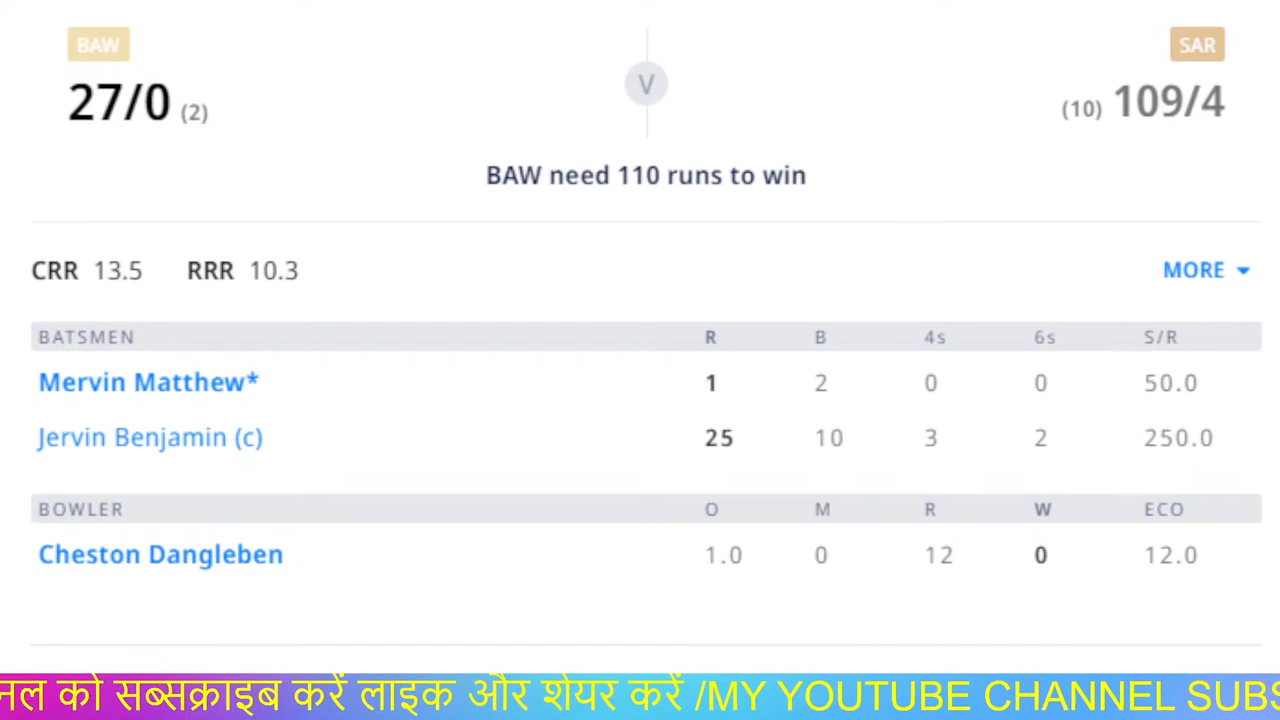 BAW
SAR
27/0 (2)
V
(10) 109/4
BAW need 110 runs to win
CRR 13.5 RRR 10.3
MORE
BATSMEN R B 4s 6s S/R
Mervin Matthew* 1 2 0 0 50.0
Jervin Benjamin (c) 25 10 3 2 250.0
BOWLER O M R W ECO
Cheston Dangleben 1.0 0 12 0 12.0
को सब्सक्राइब करें लाइक और शेयर करें /MY YOUTUBE CHANNEL